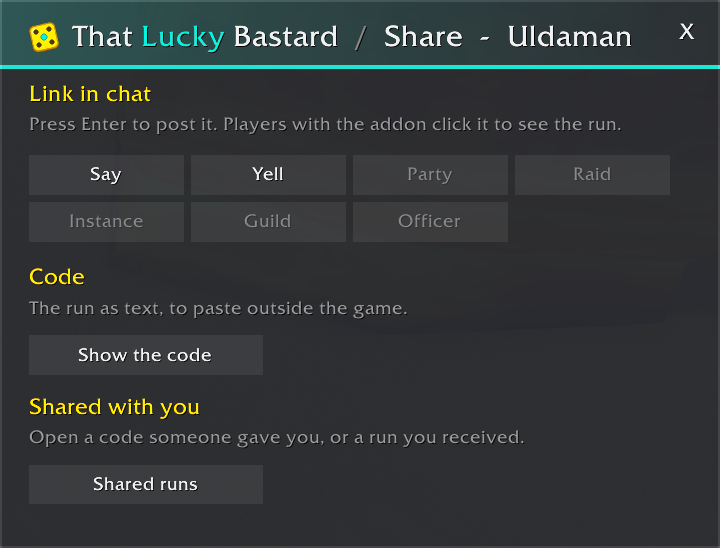 That Lucky Bastard / Share - Uldaman X
Link in chat
Press Enter to post it. Players with the addon click it to see the run.
Say Yell Party Raid
Instance Guild Officer
Code
The run as text, to paste outside the game.
Show the code
Shared with you
Open a code someone gave you, or a run you received.
Shared runs